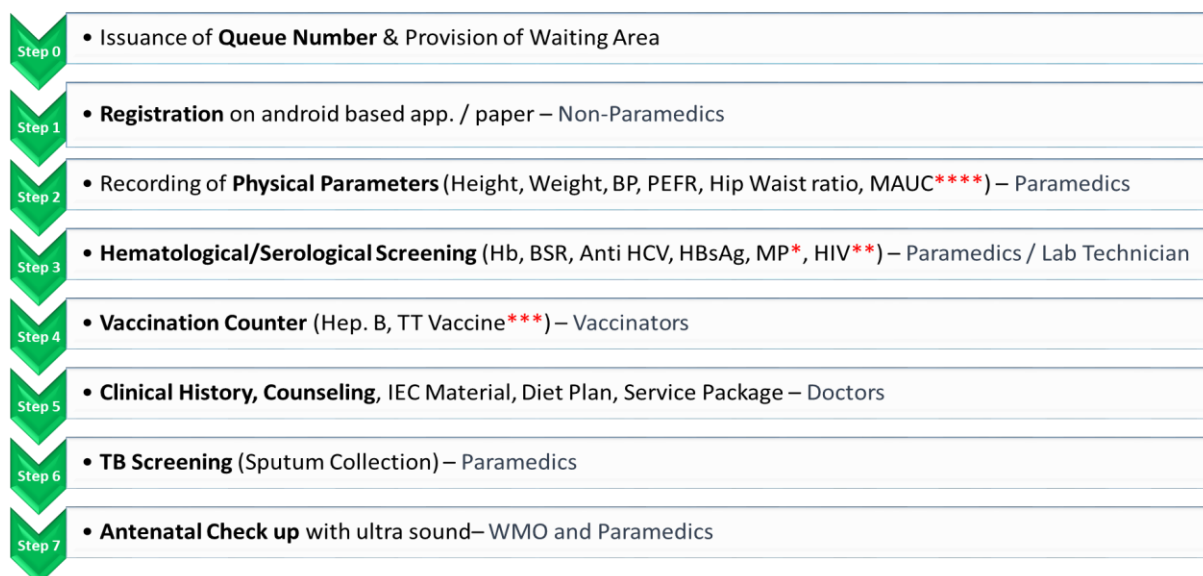 Step 0
• Issuance of Queue Number & Provision of Waiting Area
Step 1
• Registration on android based app. / paper – Non-Paramedics
Step 2
• Recording of Physical Parameters (Height, Weight, BP, PEFR, Hip Waist ratio, MAUC****) – Paramedics
Step 3
• Hematological/Serological Screening (Hb, BSR, Anti HCV, HBsAg, MP*, HIV**) – Paramedics / Lab Technician
Step 4
• Vaccination Counter (Hep. B, TT Vaccine***) – Vaccinators
Step 5
• Clinical History, Counseling, IEC Material, Diet Plan, Service Package – Doctors
Step 6
• TB Screening (Sputum Collection) – Paramedics
Step 7
• Antenatal Check up with ultra sound– WMO and Paramedics